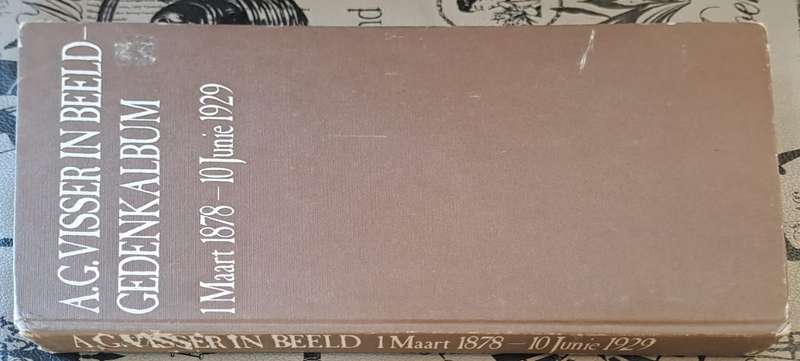 A.G. VISSER IN BEELD –
GEDENKALBUM
1 Maart 1878 – 10 Junie 1929
A.G. VISSER IN BEELD 1 Maart 1878 – 10 Junie 1929
and